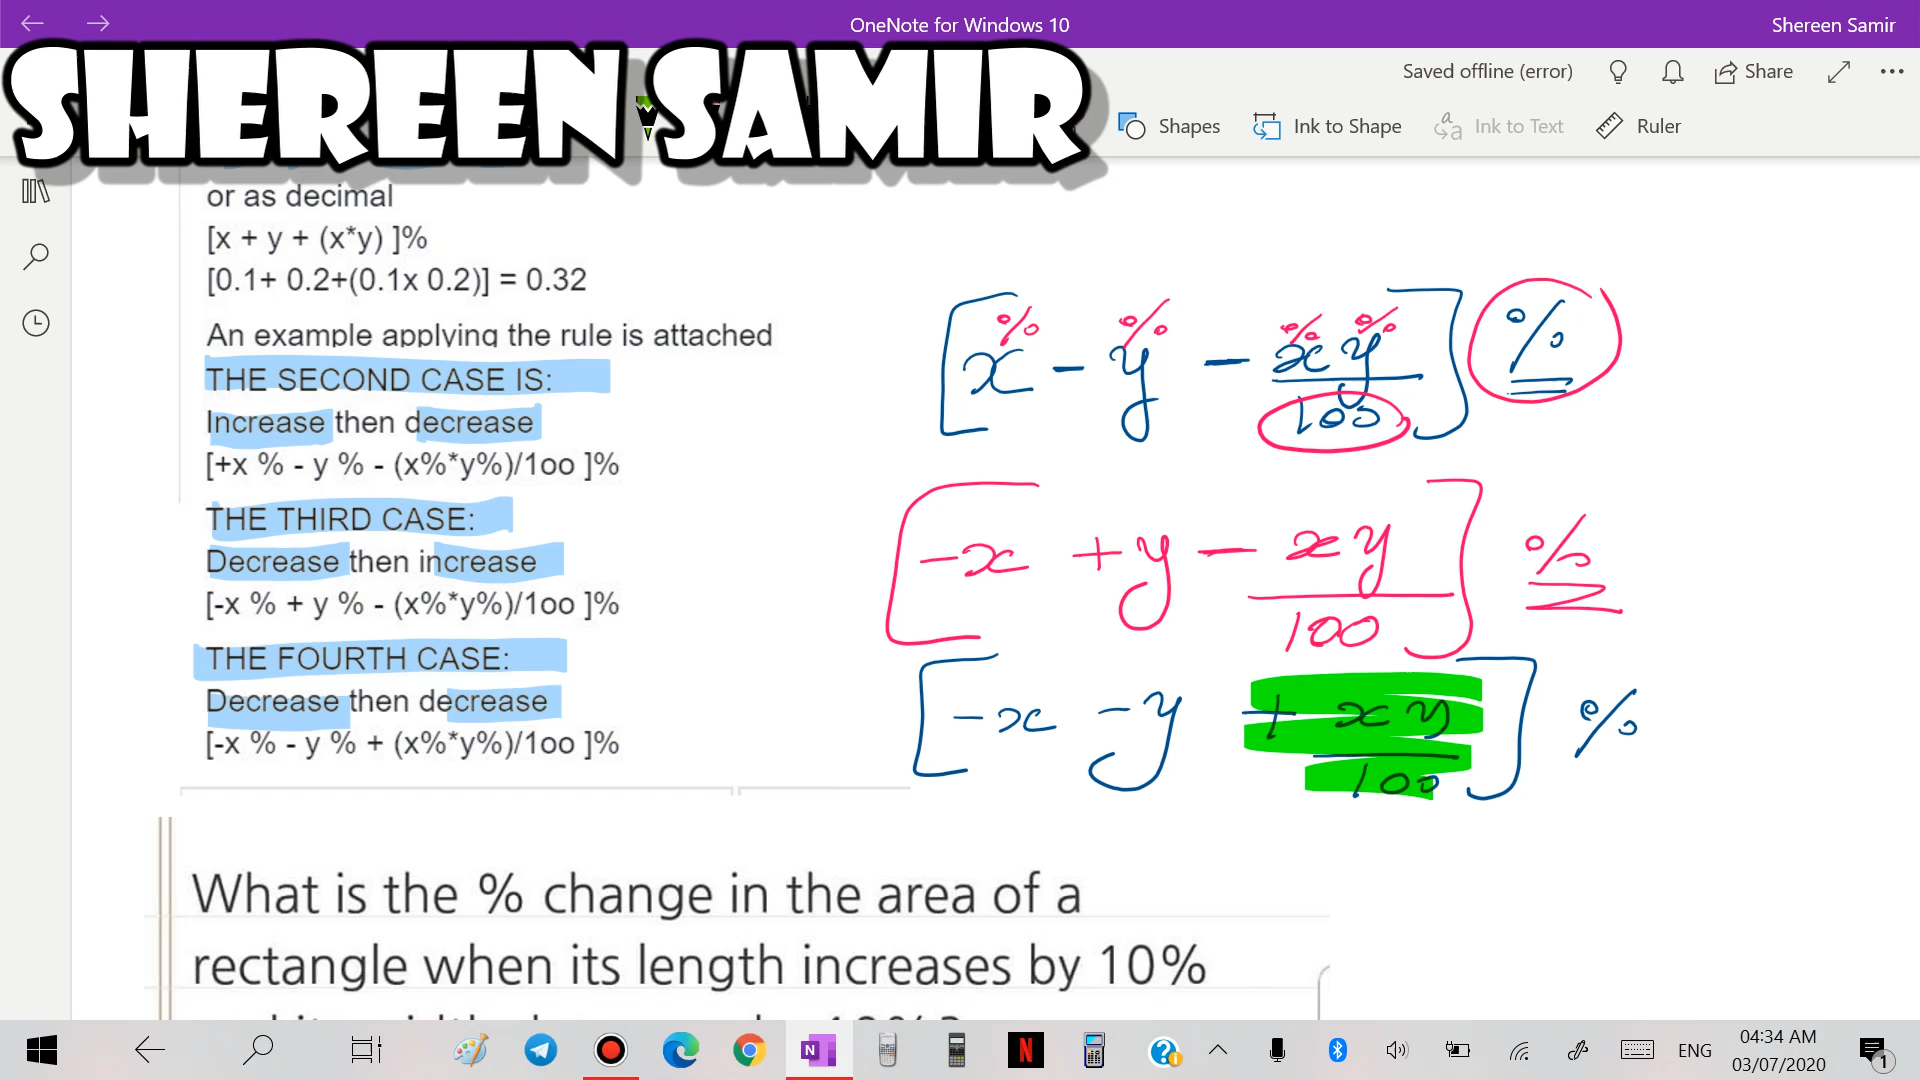 OneNote for Windows 10
Shereen Samir
SHEREEN SAMIR
Saved offline (error)
Share
Shapes
Ink to Shape
Ink to Text
Ruler
or as decimal
[x + y + (x*y) ]%
[0.1+ 0.2+(0.1x 0.2)] = 0.32
An example applying the rule is attached
THE SECOND CASE IS:
Increase then decrease
[+x % - y % - (x%*y%)/1oo ]%
THE THIRD CASE:
Decrease then increase
[-x % + y % - (x%*y%)/1oo ]%
THE FOURTH CASE:
Decrease then decrease
[-x % - y % + (x%*y%)/1oo ]%
% % % %
[x - y - xy/100] %
[-x + y - xy/100] %
[-x - y + xy/100] %
What is the % change in the area of a
rectangle when its length increases by 10%
ENG
04:34 AM
03/07/2020
1